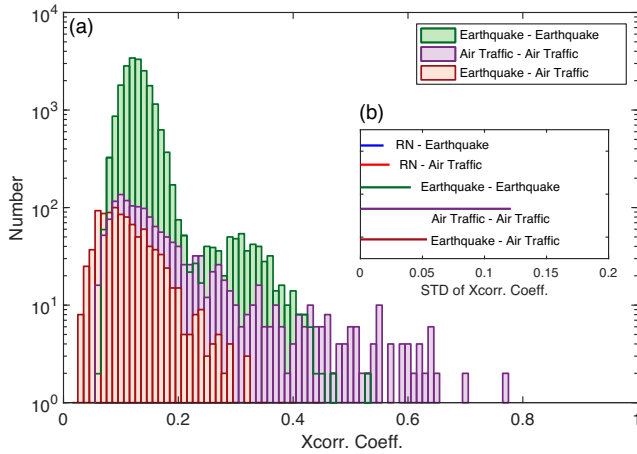 (a)
Earthquake - Earthquake
Air Traffic - Air Traffic
Earthquake - Air Traffic
(b)
RN - Earthquake
RN - Air Traffic
Earthquake - Earthquake
Air Traffic - Air Traffic
Earthquake - Air Traffic
0 0.05 0.1 0.15 0.2
STD of Xcorr. Coeff.
Number
10^4
10^3
10^2
10^1
10^0
0 0.2 0.4 0.6 0.8 1
Xcorr. Coeff.